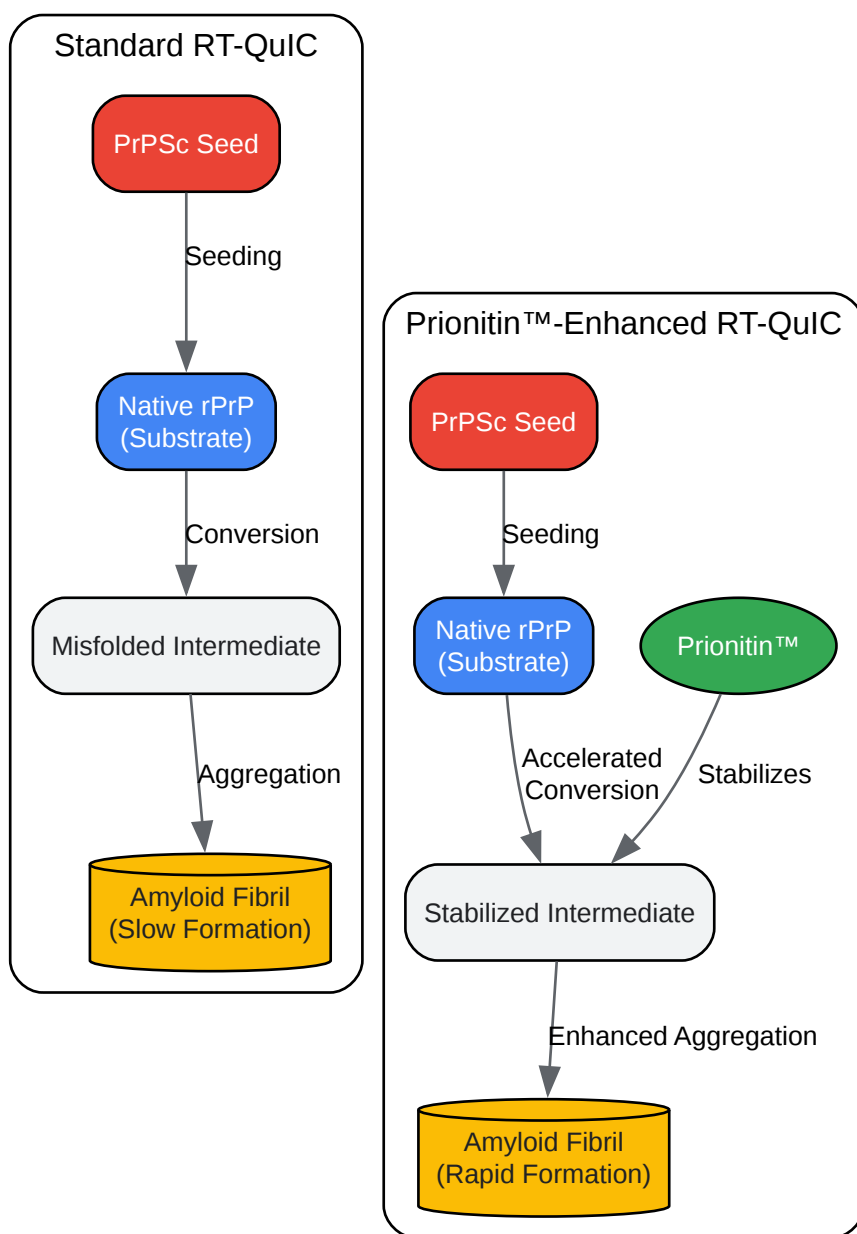 Standard RT-QuIC
PrPSc Seed
Seeding
Native rPrP
(Substrate)
Conversion
Misfolded Intermediate
Aggregation
Amyloid Fibril
(Slow Formation)
Prionitin™-Enhanced RT-QuIC
PrPSc Seed
Seeding
Native rPrP
(Substrate)
Prionitin™
Accelerated
Conversion
Stabilizes
Stabilized Intermediate
Enhanced Aggregation
Amyloid Fibril
(Rapid Formation)